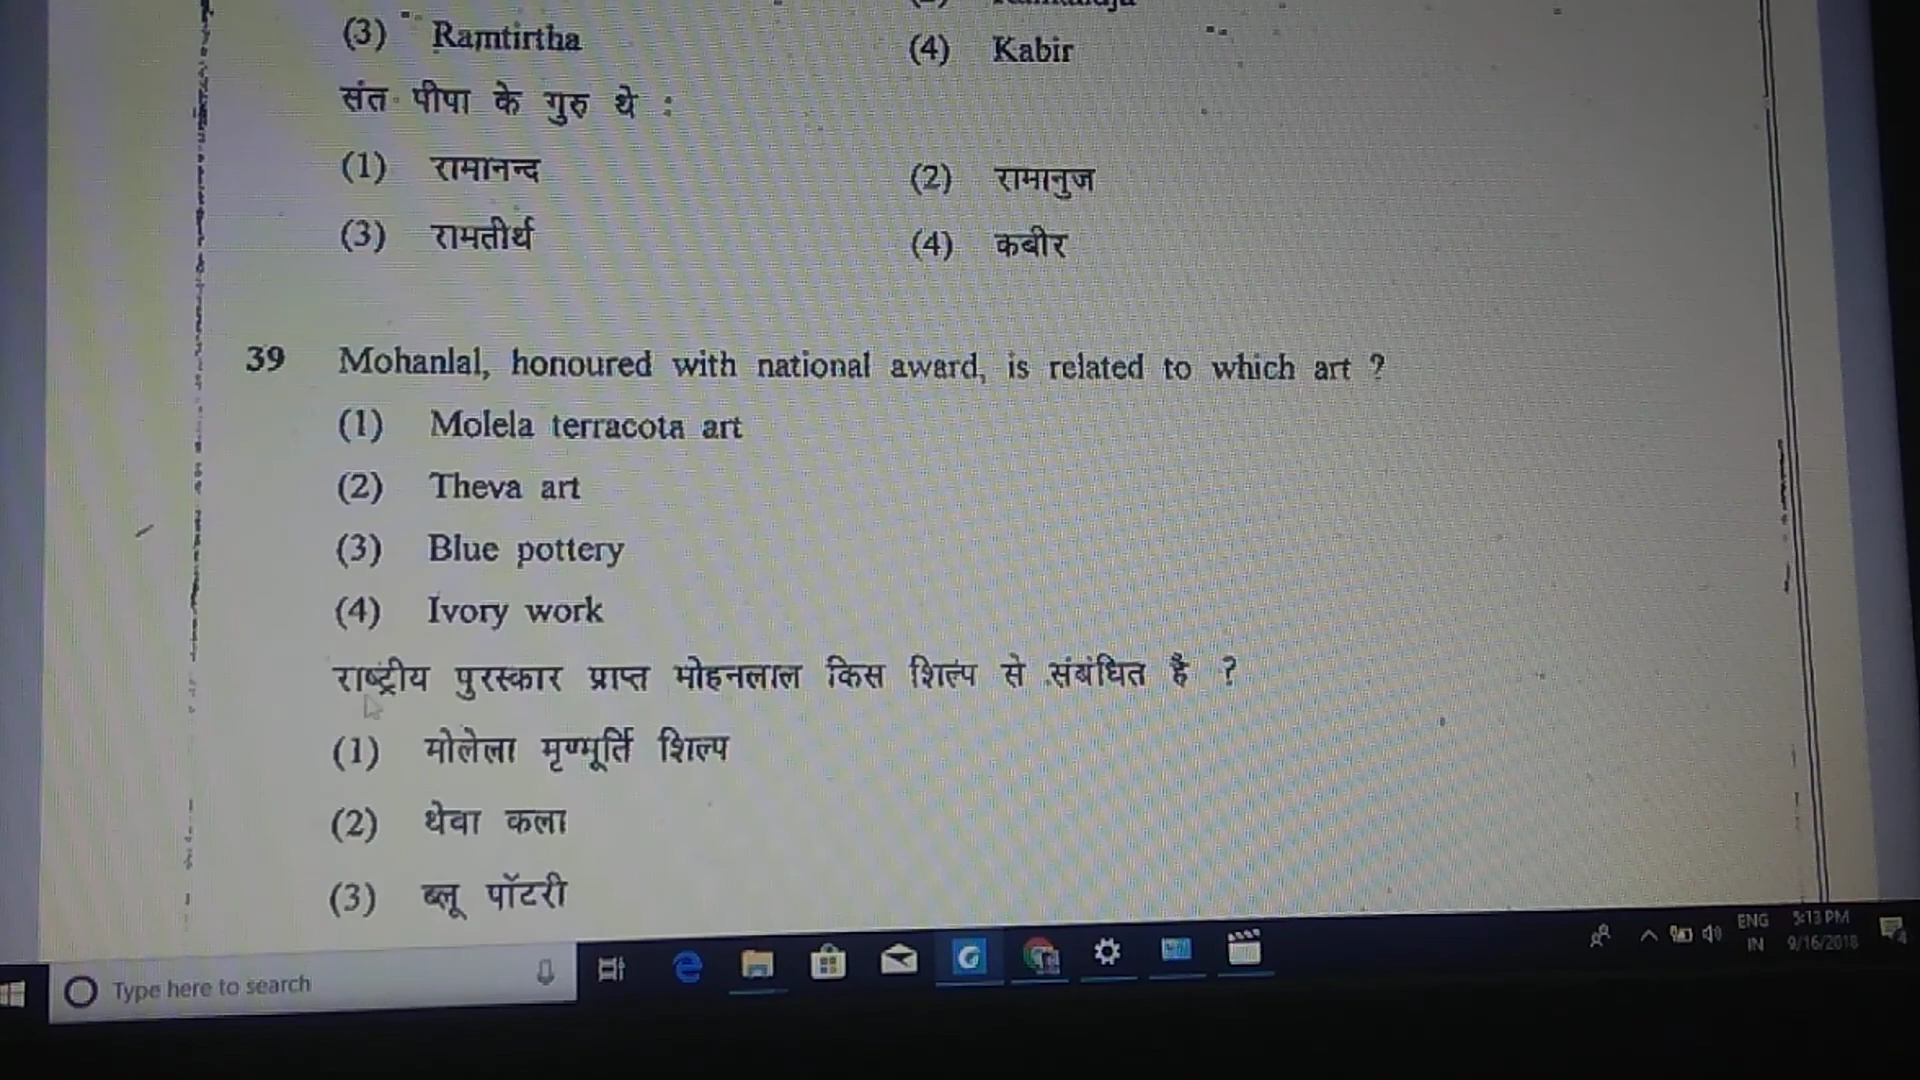 (3) Ramtirtha (4) Kabir
संत पीपा के गुरु थे :
(1) रामानन्द (2) रामानुज
(3) रामतीर्थ (4) कबीर
39 Mohanlal, honoured with national award, is related to which art ?
(1) Molela terracota art
(2) Theva art
(3) Blue pottery
(4) Ivory work
राष्ट्रीय पुरस्कार प्राप्त मोहनलाल किस शिल्प से संबंधित है ?
(1) मोलेला मृण्मूर्ति शिल्प
(2) थेवा कला
(3) ब्लू पॉटरी
Type here to search
ENG 5:13 PM
IN 9/16/2018